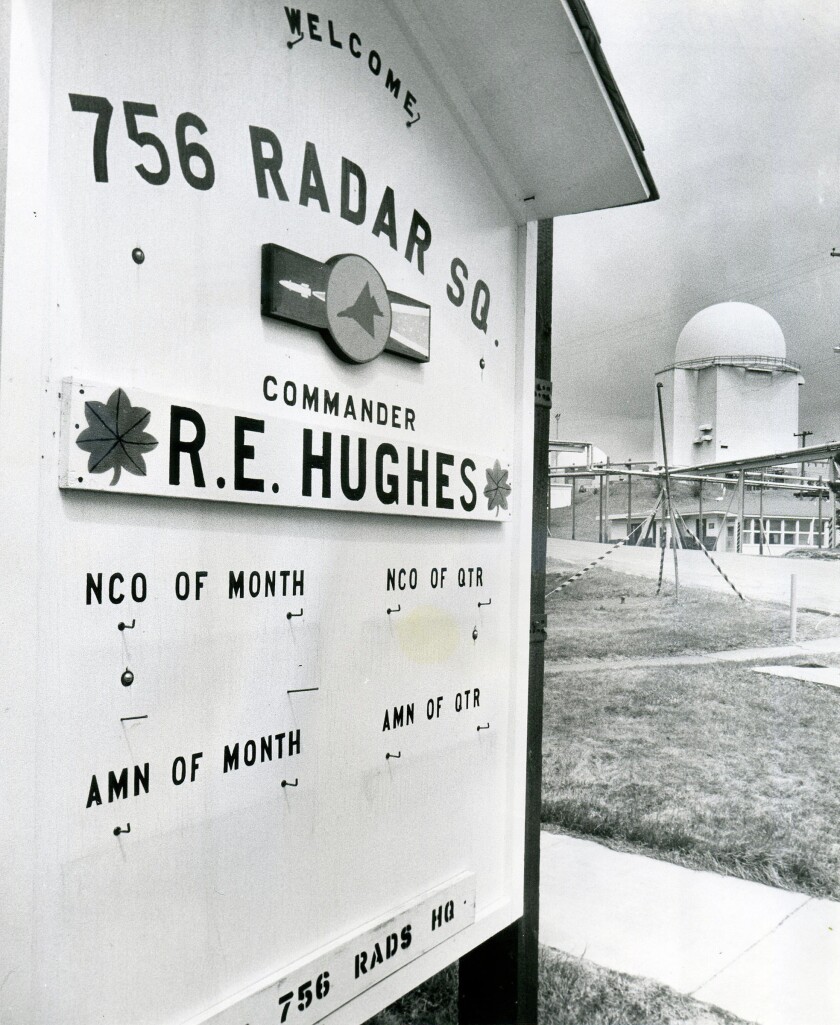 WELCOME
756 RADAR SQ.
COMMANDER
R.E. HUGHES
NCO OF MONTH
NCO OF QTR
AMN OF MONTH
AMN OF QTR
756 RADS HQ